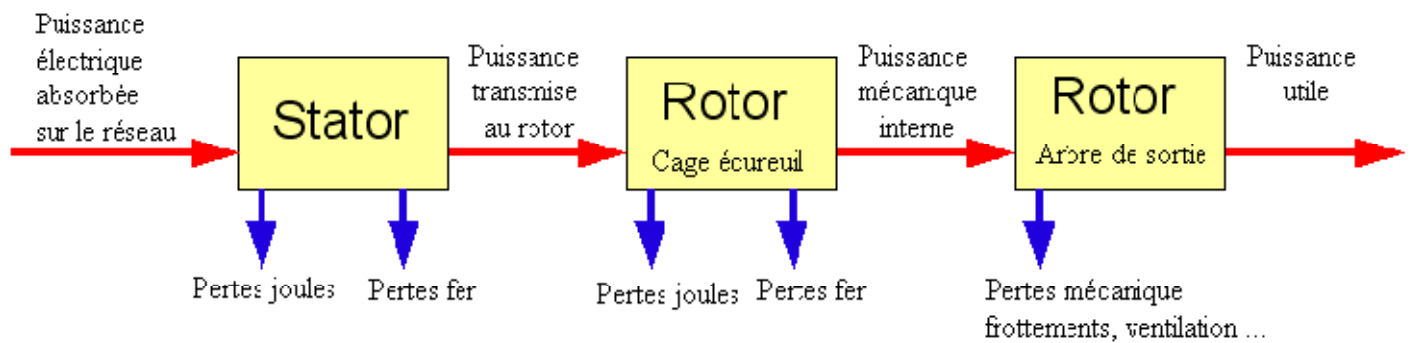 Puissance
électrique
absorbée
sur le réseau
Stator
Puissance
transmise
au rotor
Rotor
Cage écureuil
Puissance
mécanique
interne
Rotor
Arbre de sortie
Puissance
utile
Pertes joules
Pertes fer
Pertes joules
Pertes fer
Pertes mécanique
frottements, ventilation ...